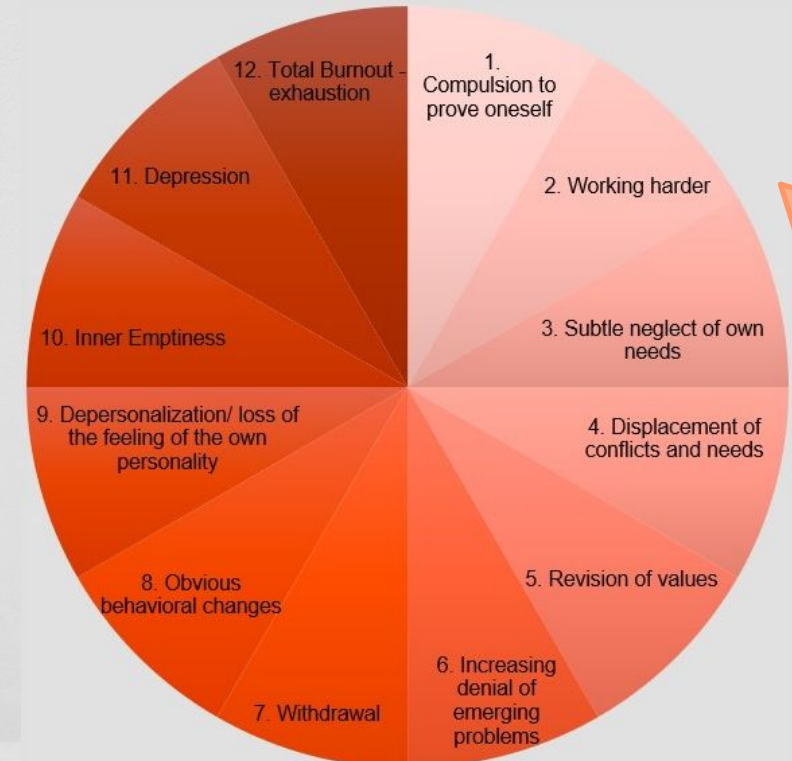 1.
Compulsion to
prove oneself
2. Working harder
3. Subtle neglect of own
needs
4. Displacement of
conflicts and needs
5. Revision of values
6. Increasing
denial of
emerging
problems
7. Withdrawal
8. Obvious
behavioral changes
9. Depersonalization/ loss of
the feeling of the own
personality
10. Inner Emptiness
11. Depression
12. Total Burnout -
exhaustion